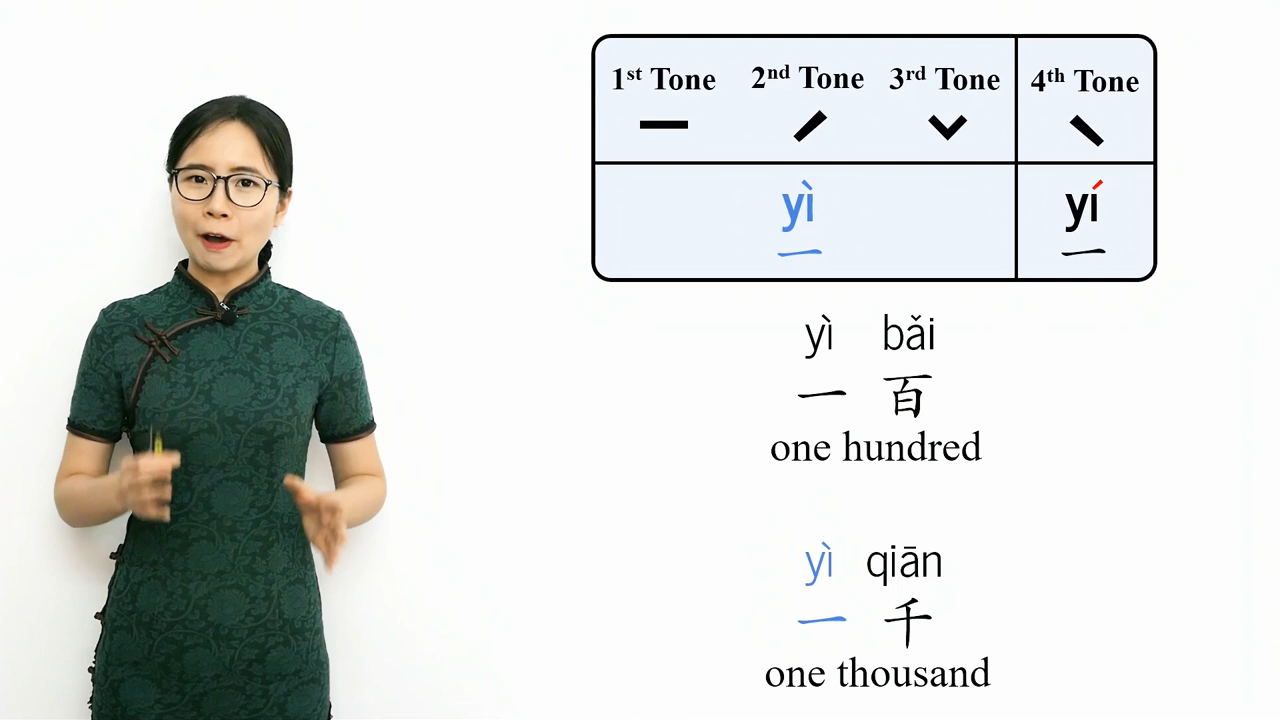 1st Tone 2nd Tone 3rd Tone 4th Tone
yì yí
一 一
yì bǎi
一 百
one hundred
yì qiān
一 千
one thousand